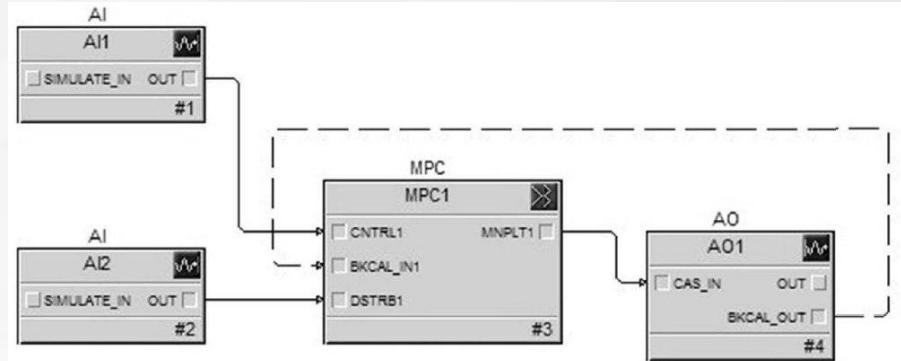 AI
AI1
SIMULATE_IN OUT
#1
MPC
MPC1
CNTRL1 MNPLT1
BKCAL_IN1
DSTRB1
#3
AI
AI2
SIMULATE_IN OUT
#2
AO
AO1
CAS_IN OUT
BKCAL_OUT
#4